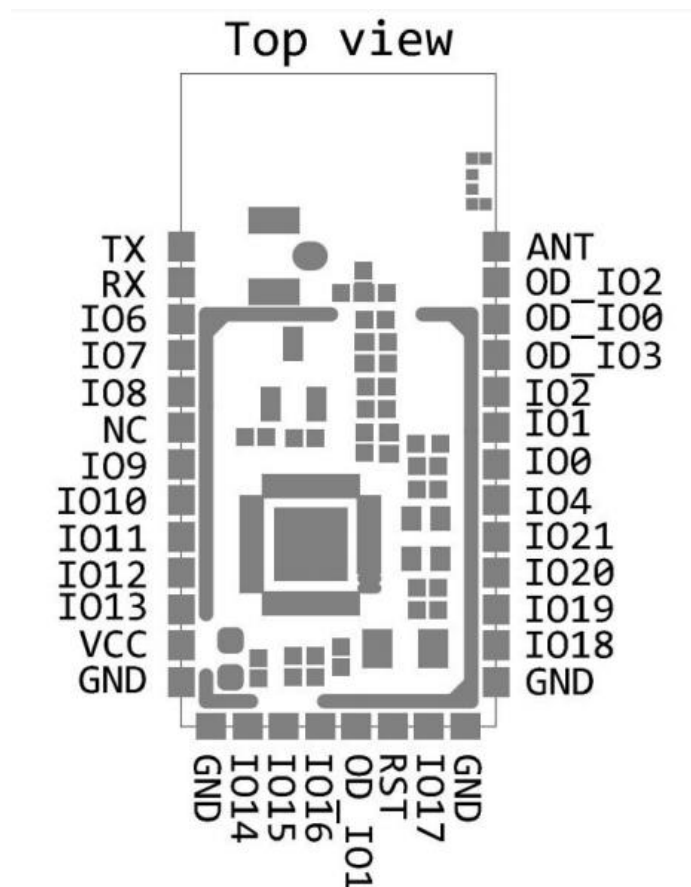 Top view
TX
RX
IO6
IO7
IO8
NC
IO9
IO10
IO11
IO12
IO13
VCC
GND
GND
IO14
IO15
IO16
OD_IO1
RST
IO17
GND
ANT
OD_IO2
OD_IO0
OD_IO3
IO2
IO1
IO0
IO4
IO21
IO20
IO19
IO18
GND